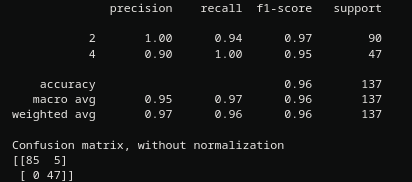 precision recall f1-score support
2 1.00 0.94 0.97 90
4 0.90 1.00 0.95 47
accuracy 0.96 137
macro avg 0.95 0.97 0.96 137
weighted avg 0.97 0.96 0.96 137
Confusion matrix, without normalization
[[85 5]
[ 0 47]]